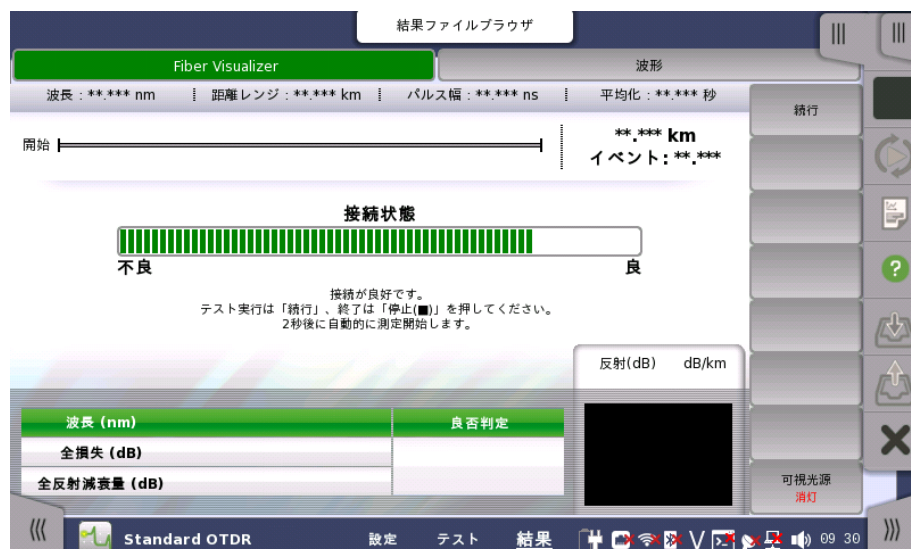 結果ファイルブラウザ
Fiber Visualizer
波形
波長 : **.*** nm
距離レンジ : **.*** km
パルス幅 : **.*** ns
平均化 : **.*** 秒
続行
開始
**.*** km
イベント: **.***
接続状態
不良
良
接続が良好です。
テスト実行は「続行」、終了は「停止(■)」を押してください。
2秒後に自動的に測定開始します。
反射(dB) dB/km
波長 (nm)
良否判定
全損失 (dB)
全反射減衰量 (dB)
可視光源
消灯
Standard OTDR
設定
テスト
結果
09 30